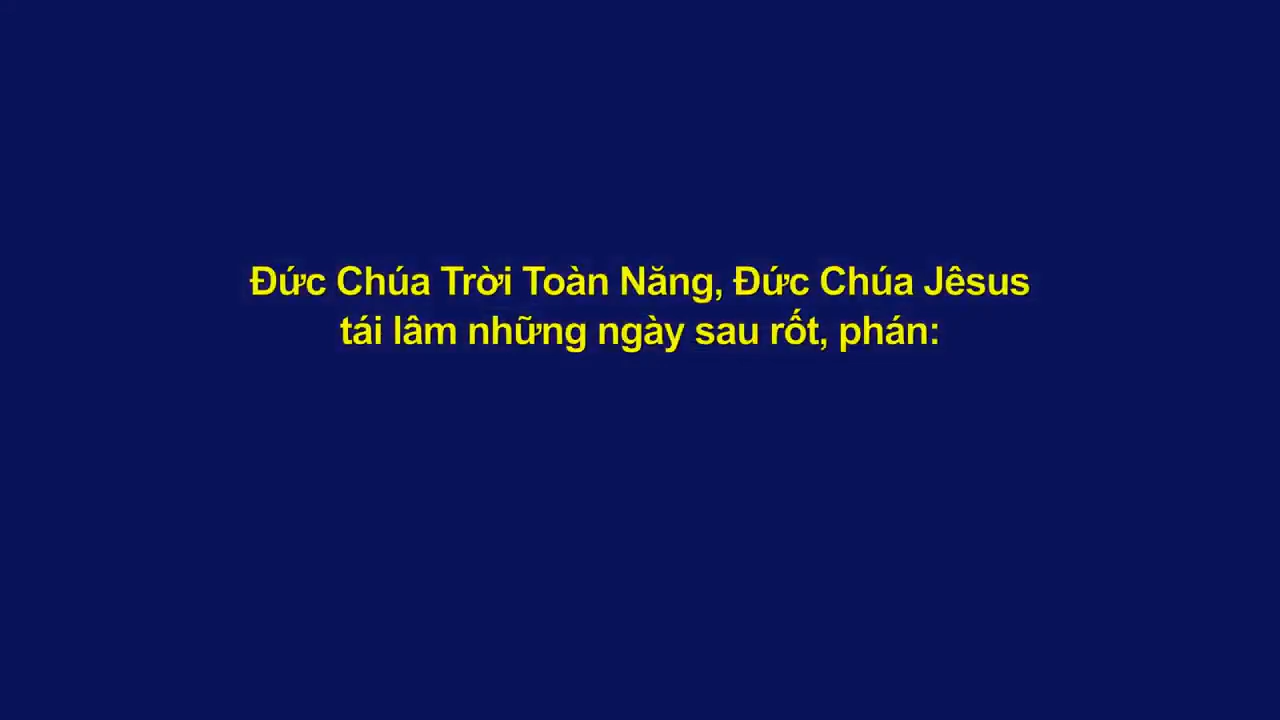 Đức Chúa Trời Toàn Năng, Đức Chúa Jêsus
tái lâm những ngày sau rốt, phán: